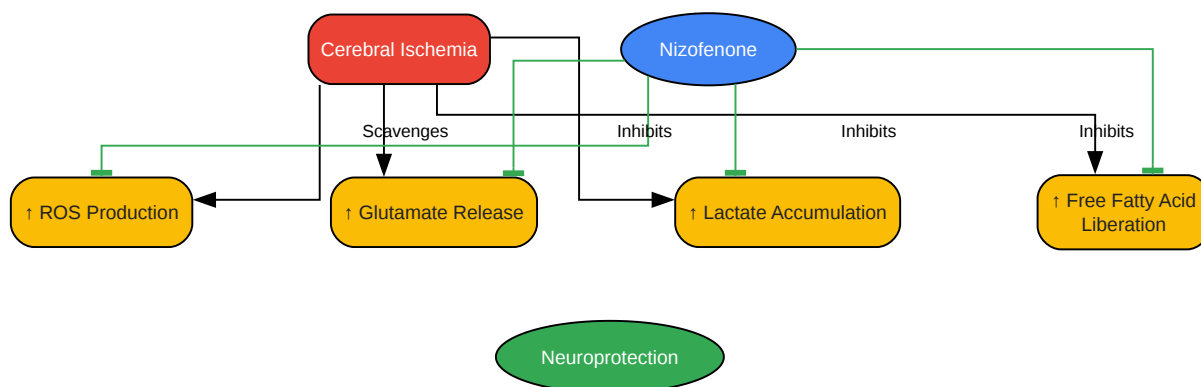 Cerebral Ischemia
Nizofenone
Scavenges
Inhibits
Inhibits
Inhibits
↑ ROS Production
↑ Glutamate Release
↑ Lactate Accumulation
↑ Free Fatty Acid
Liberation
Neuroprotection